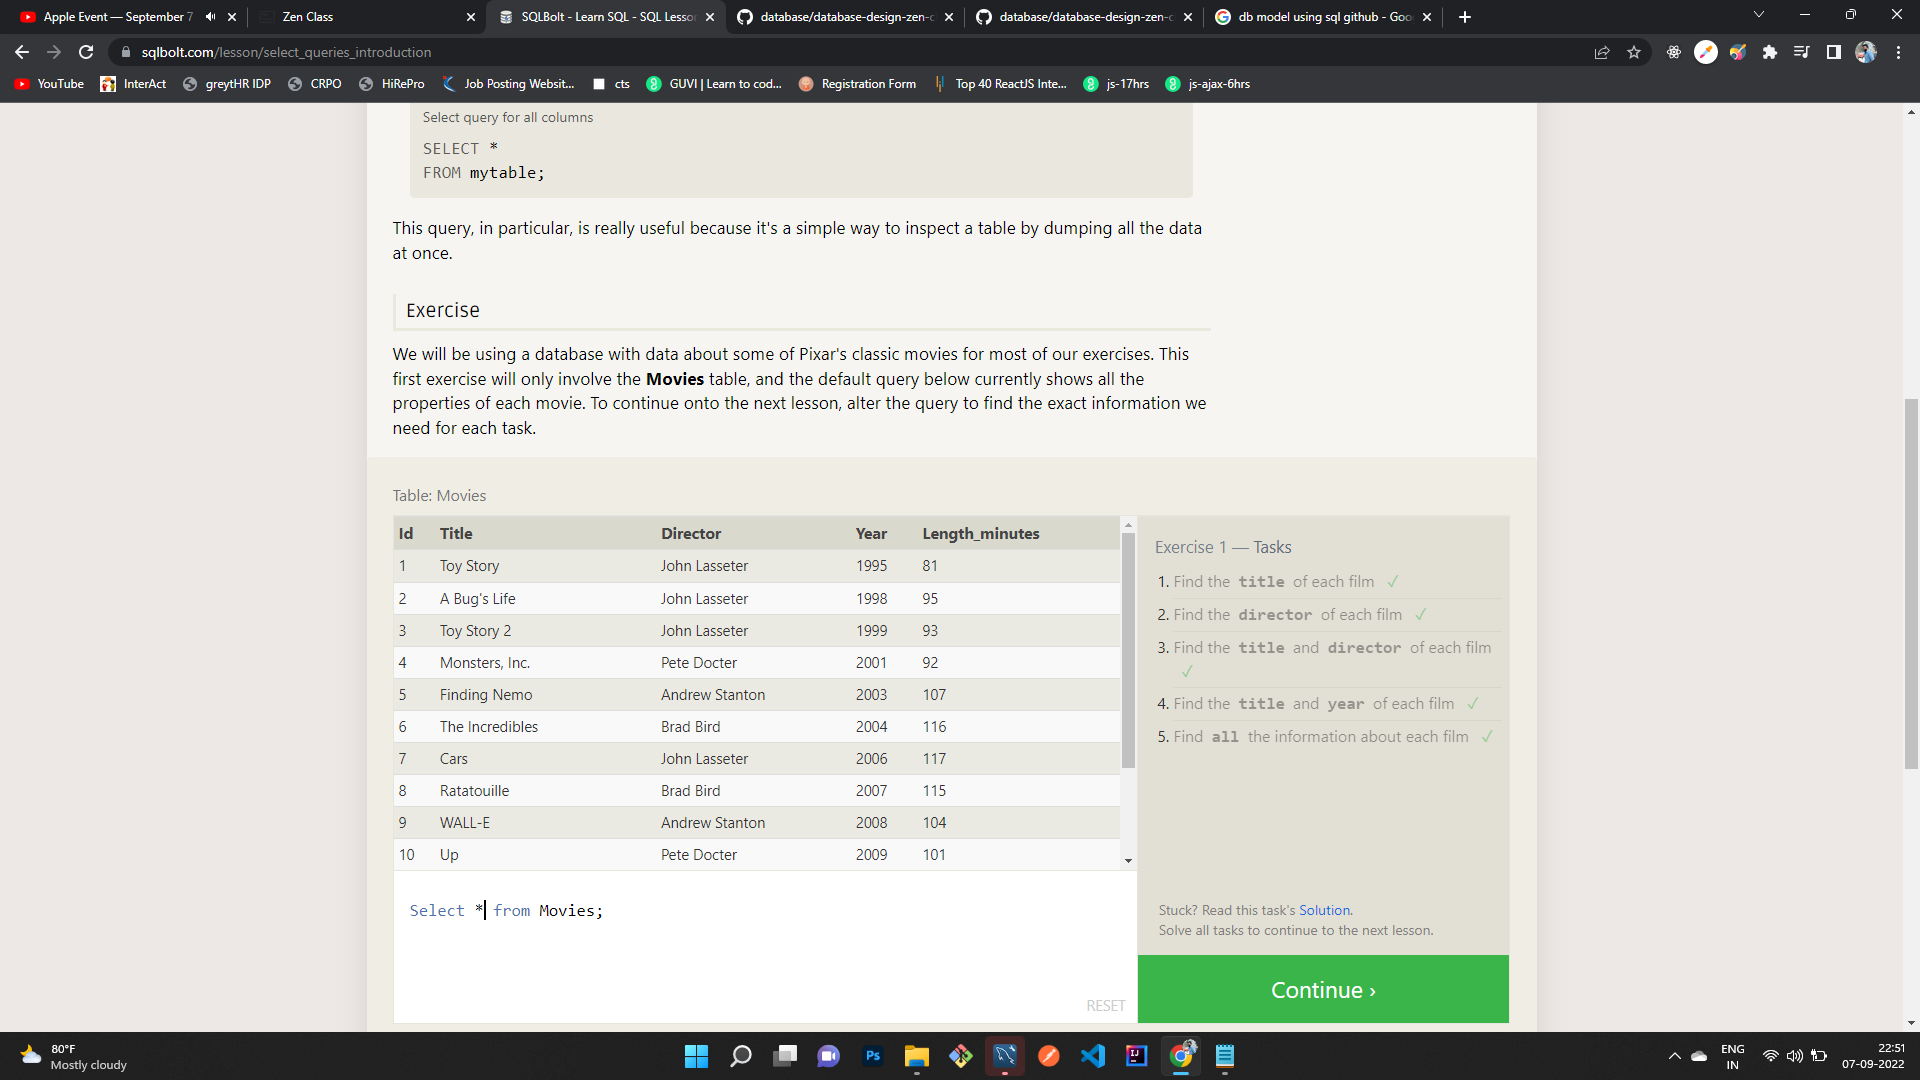 Apple Event — September 7
Zen Class
SQLBolt - Learn SQL - SQL Lesson
database/database-design-zen-c
database/database-design-zen-c
db model using sql github - Goo
sqlbolt.com/lesson/select_queries_introduction
YouTube
InterAct
greytHR IDP
CRPO
HiRePro
Job Posting Websit...
cts
GUVI | Learn to cod...
Registration Form
Top 40 ReactJS Inte...
js-17hrs
js-ajax-6hrs
Select query for all columns
SELECT *
FROM mytable;
This query, in particular, is really useful because it's a simple way to inspect a table by dumping all the data
at once.
Exercise
We will be using a database with data about some of Pixar's classic movies for most of our exercises. This
first exercise will only involve the Movies table, and the default query below currently shows all the
properties of each movie. To continue onto the next lesson, alter the query to find the exact information we
need for each task.
Table: Movies
Id Title Director Year Length_minutes
1 Toy Story John Lasseter 1995 81
2 A Bug's Life John Lasseter 1998 95
3 Toy Story 2 John Lasseter 1999 93
4 Monsters, Inc. Pete Docter 2001 92
5 Finding Nemo Andrew Stanton 2003 107
6 The Incredibles Brad Bird 2004 116
7 Cars John Lasseter 2006 117
8 Ratatouille Brad Bird 2007 115
9 WALL-E Andrew Stanton 2008 104
10 Up Pete Docter 2009 101
Select * from Movies;
RESET
Exercise 1 — Tasks
1. Find the title of each film ✓
2. Find the director of each film ✓
3. Find the title and director of each film
✓
4. Find the title and year of each film ✓
5. Find all the information about each film ✓
Stuck? Read this task's Solution.
Solve all tasks to continue to the next lesson.
Continue ›
80°F
Mostly cloudy
Ps
IJ
ENG
IN
22:51
07-09-2022